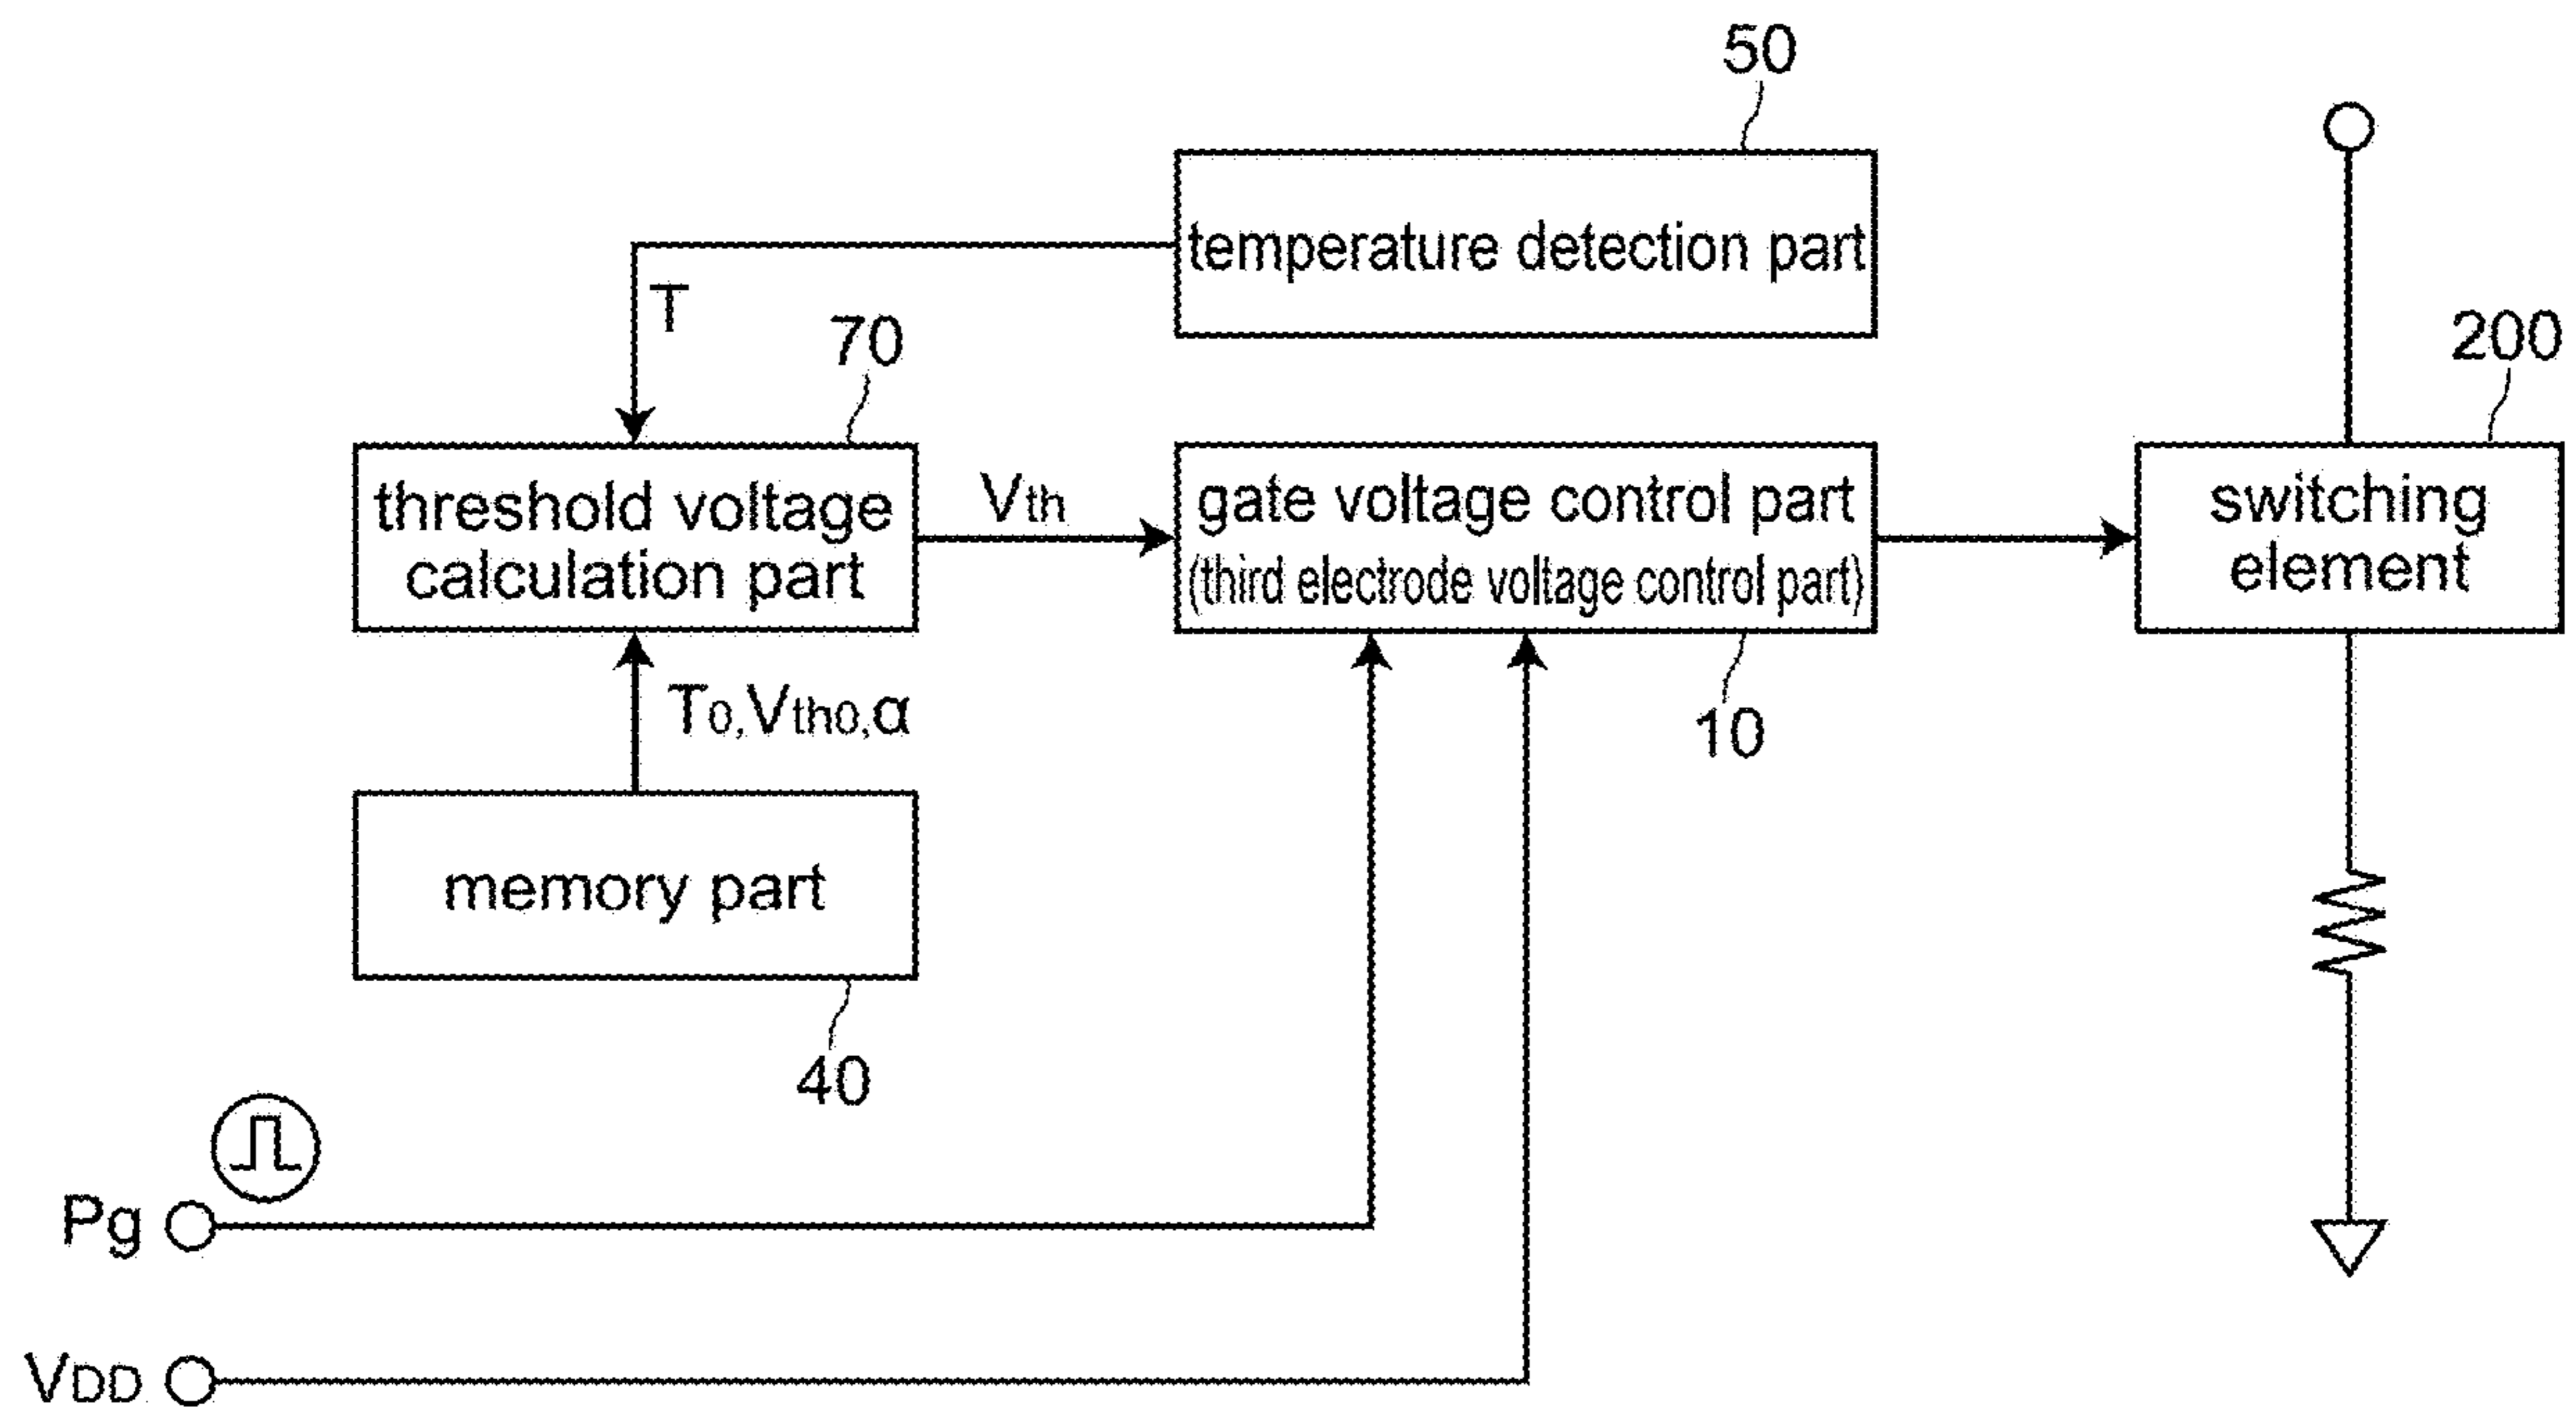 50
temperature detection part
T
70
200
threshold voltage
calculation part
Vth
gate voltage control part
(third electrode voltage control part)
switching
element
T0,Vth0,α
10
memory part
40
Pg
VDD